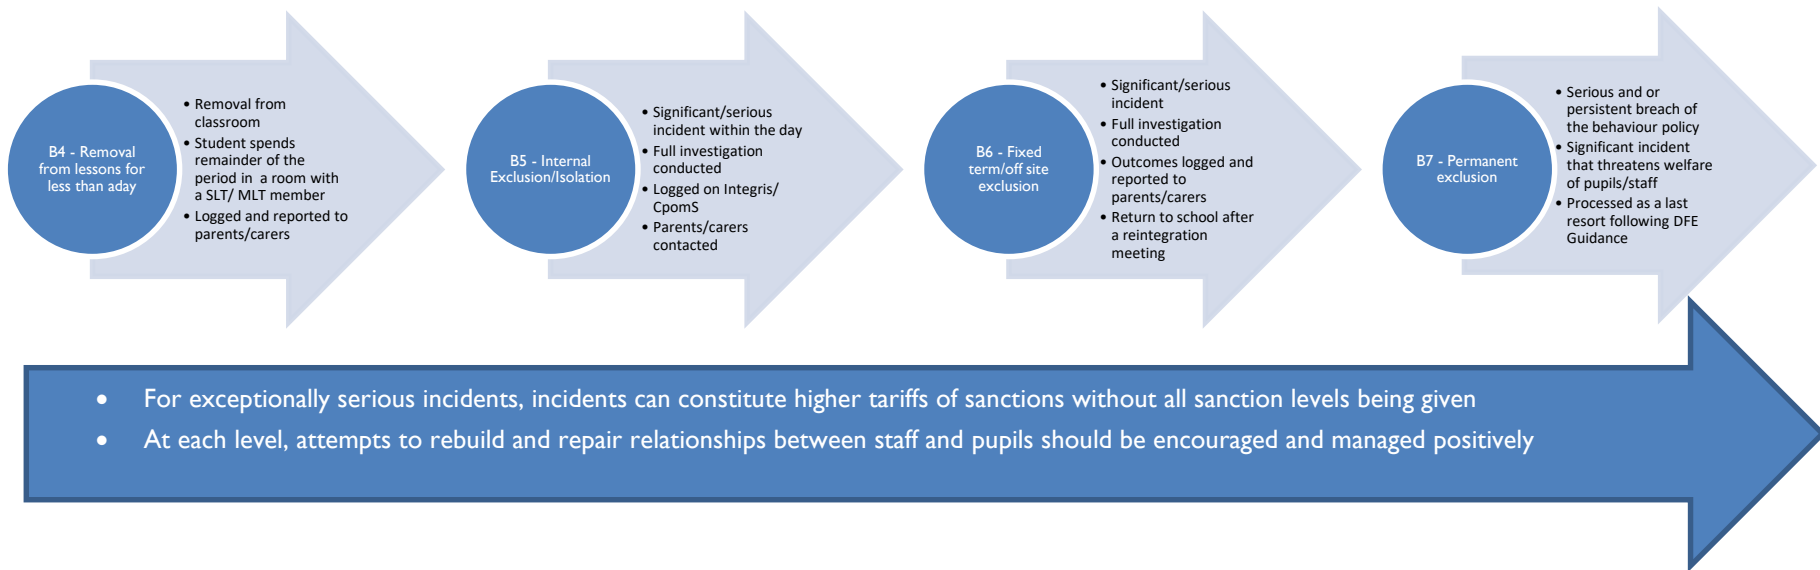 B4 - Removal
from lessons for
less than aday
• Removal from
classroom
• Student spends
remainder of the
period in a room with
a SLT/ MLT member
• Logged and reported to
parents/carers
B5 - Internal
Exclusion/Isolation
• Significant/serious
incident within the day
• Full investigation
conducted
• Logged on Integris/
CpomS
• Parents/carers
contacted
B6 - Fixed
term/off site
exclusion
• Significant/serious
incident
• Full investigation
conducted
• Outcomes logged and
reported to
parents/carers
• Return to school after
a reintegration
meeting
B7 - Permanent
exclusion
• Serious and or
persistent breach of
the behaviour policy
• Significant incident
that threatens welfare
of pupils/staff
• Processed as a last
resort following DFE
Guidance
• For exceptionally serious incidents, incidents can constitute higher tariffs of sanctions without all sanction levels being given
• At each level, attempts to rebuild and repair relationships between staff and pupils should be encouraged and managed positively